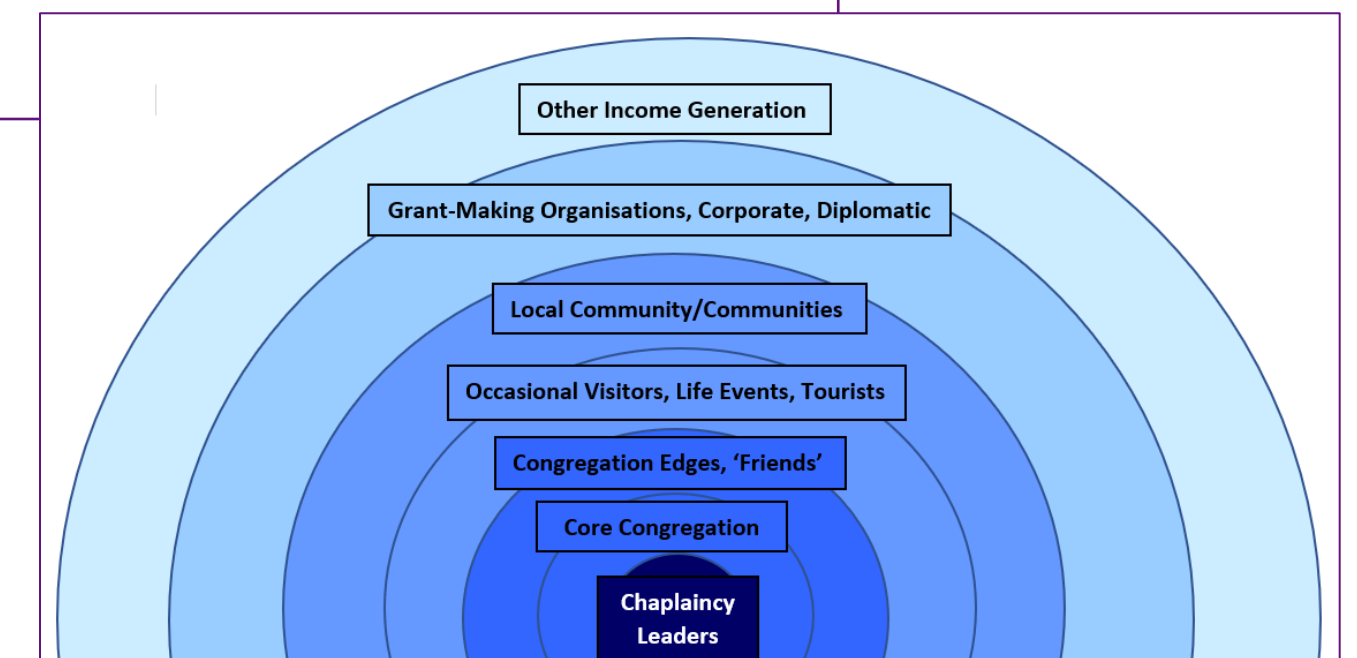 Other Income Generation
Grant-Making Organisations, Corporate, Diplomatic
Local Community/Communities
Occasional Visitors, Life Events, Tourists
Congregation Edges, ‘Friends’
Core Congregation
Chaplaincy
Leaders